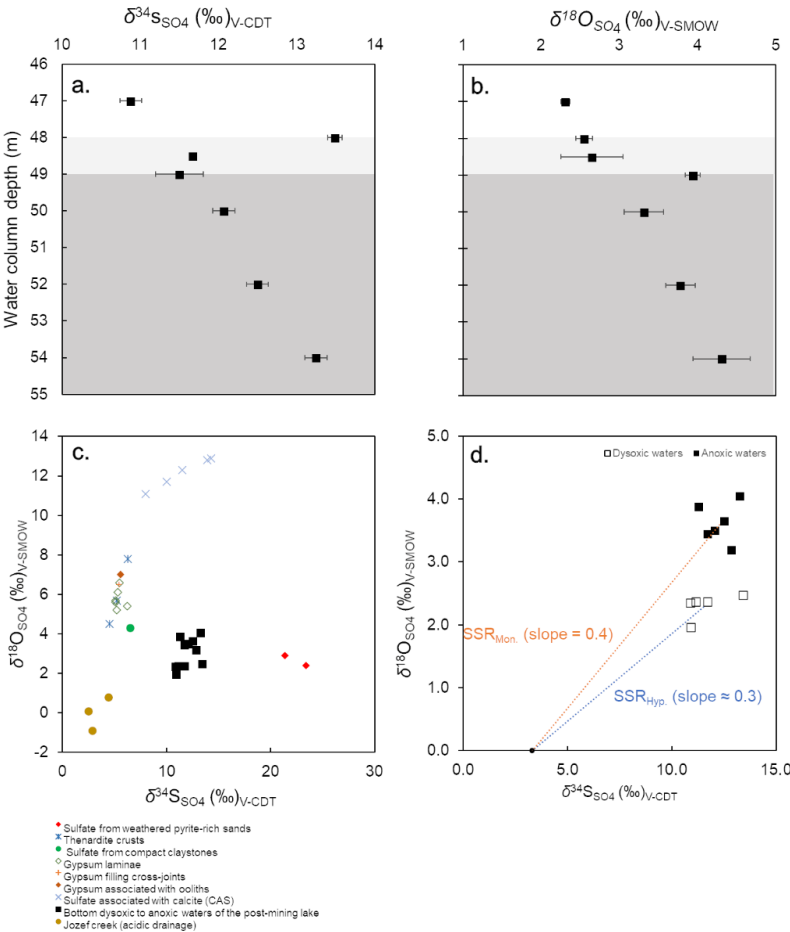 δ34SSO4 (‰)V-CDT
δ18OSO4 (‰)V-SMOW
10 11 12 13 14
1 2 3 4 5
46
47
48
49
50
51
52
53
54
55
Water column depth (m)
a.
b.
14
12
10
8
6
4
2
0
-2
δ18OSO4 (‰)V-SMOW
c.
0 10 20 30
δ34SSO4 (‰)V-CDT
5.0
4.0
3.0
2.0
1.0
0.0
δ18OSO4 (‰)V-SMOW
d.
Dysoxic waters Anoxic waters
SSRMon. (slope = 0.4)
SSRHyp. (slope ≈ 0.3)
0.0 5.0 10.0 15.0
δ34SSO4 (‰)V-CDT
Sulfate from weathered pyrite-rich sands
Thenardite crusts
Sulfate from compact claystones
Gypsum laminae
Gypsum filling cross-joints
Gypsum associated with ooliths
Sulfate associated with calcite (CAS)
Bottom dysoxic to anoxic waters of the post-mining lake
Jozef creek (acidic drainage)